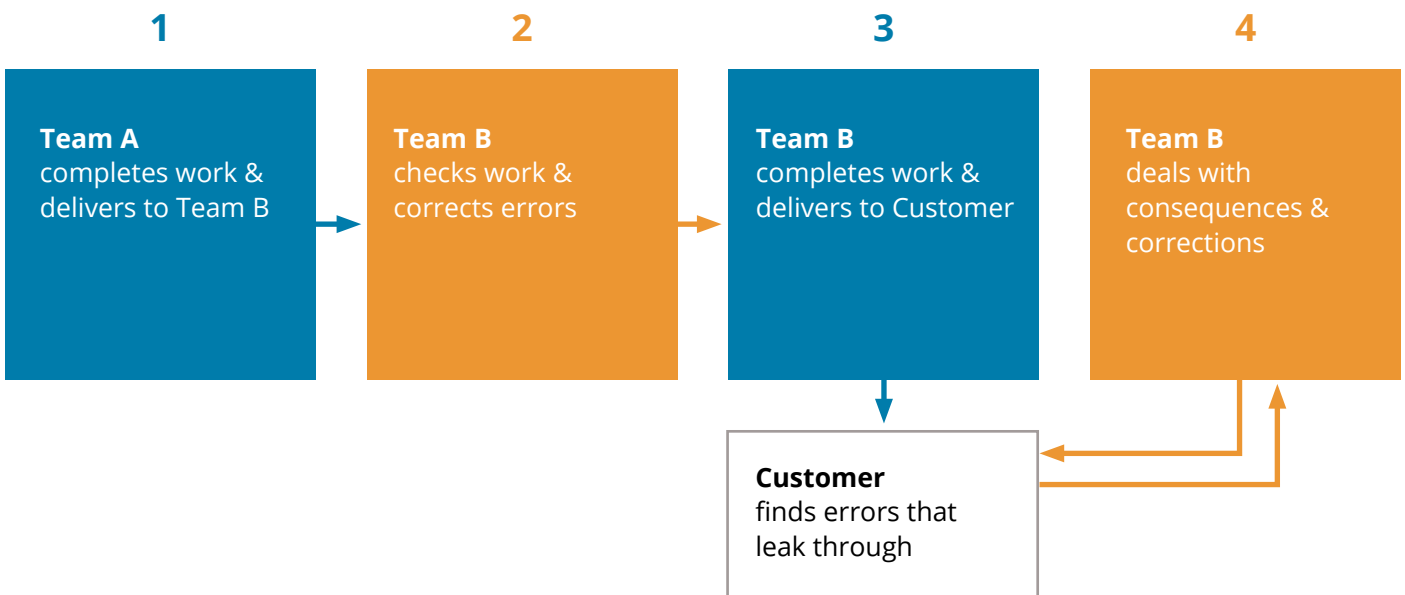 1
2
3
4
Team A
completes work &
delivers to Team B
Team B
checks work &
corrects errors
Team B
completes work &
delivers to Customer
Team B
deals with
consequences &
corrections
Customer
finds errors that
leak through